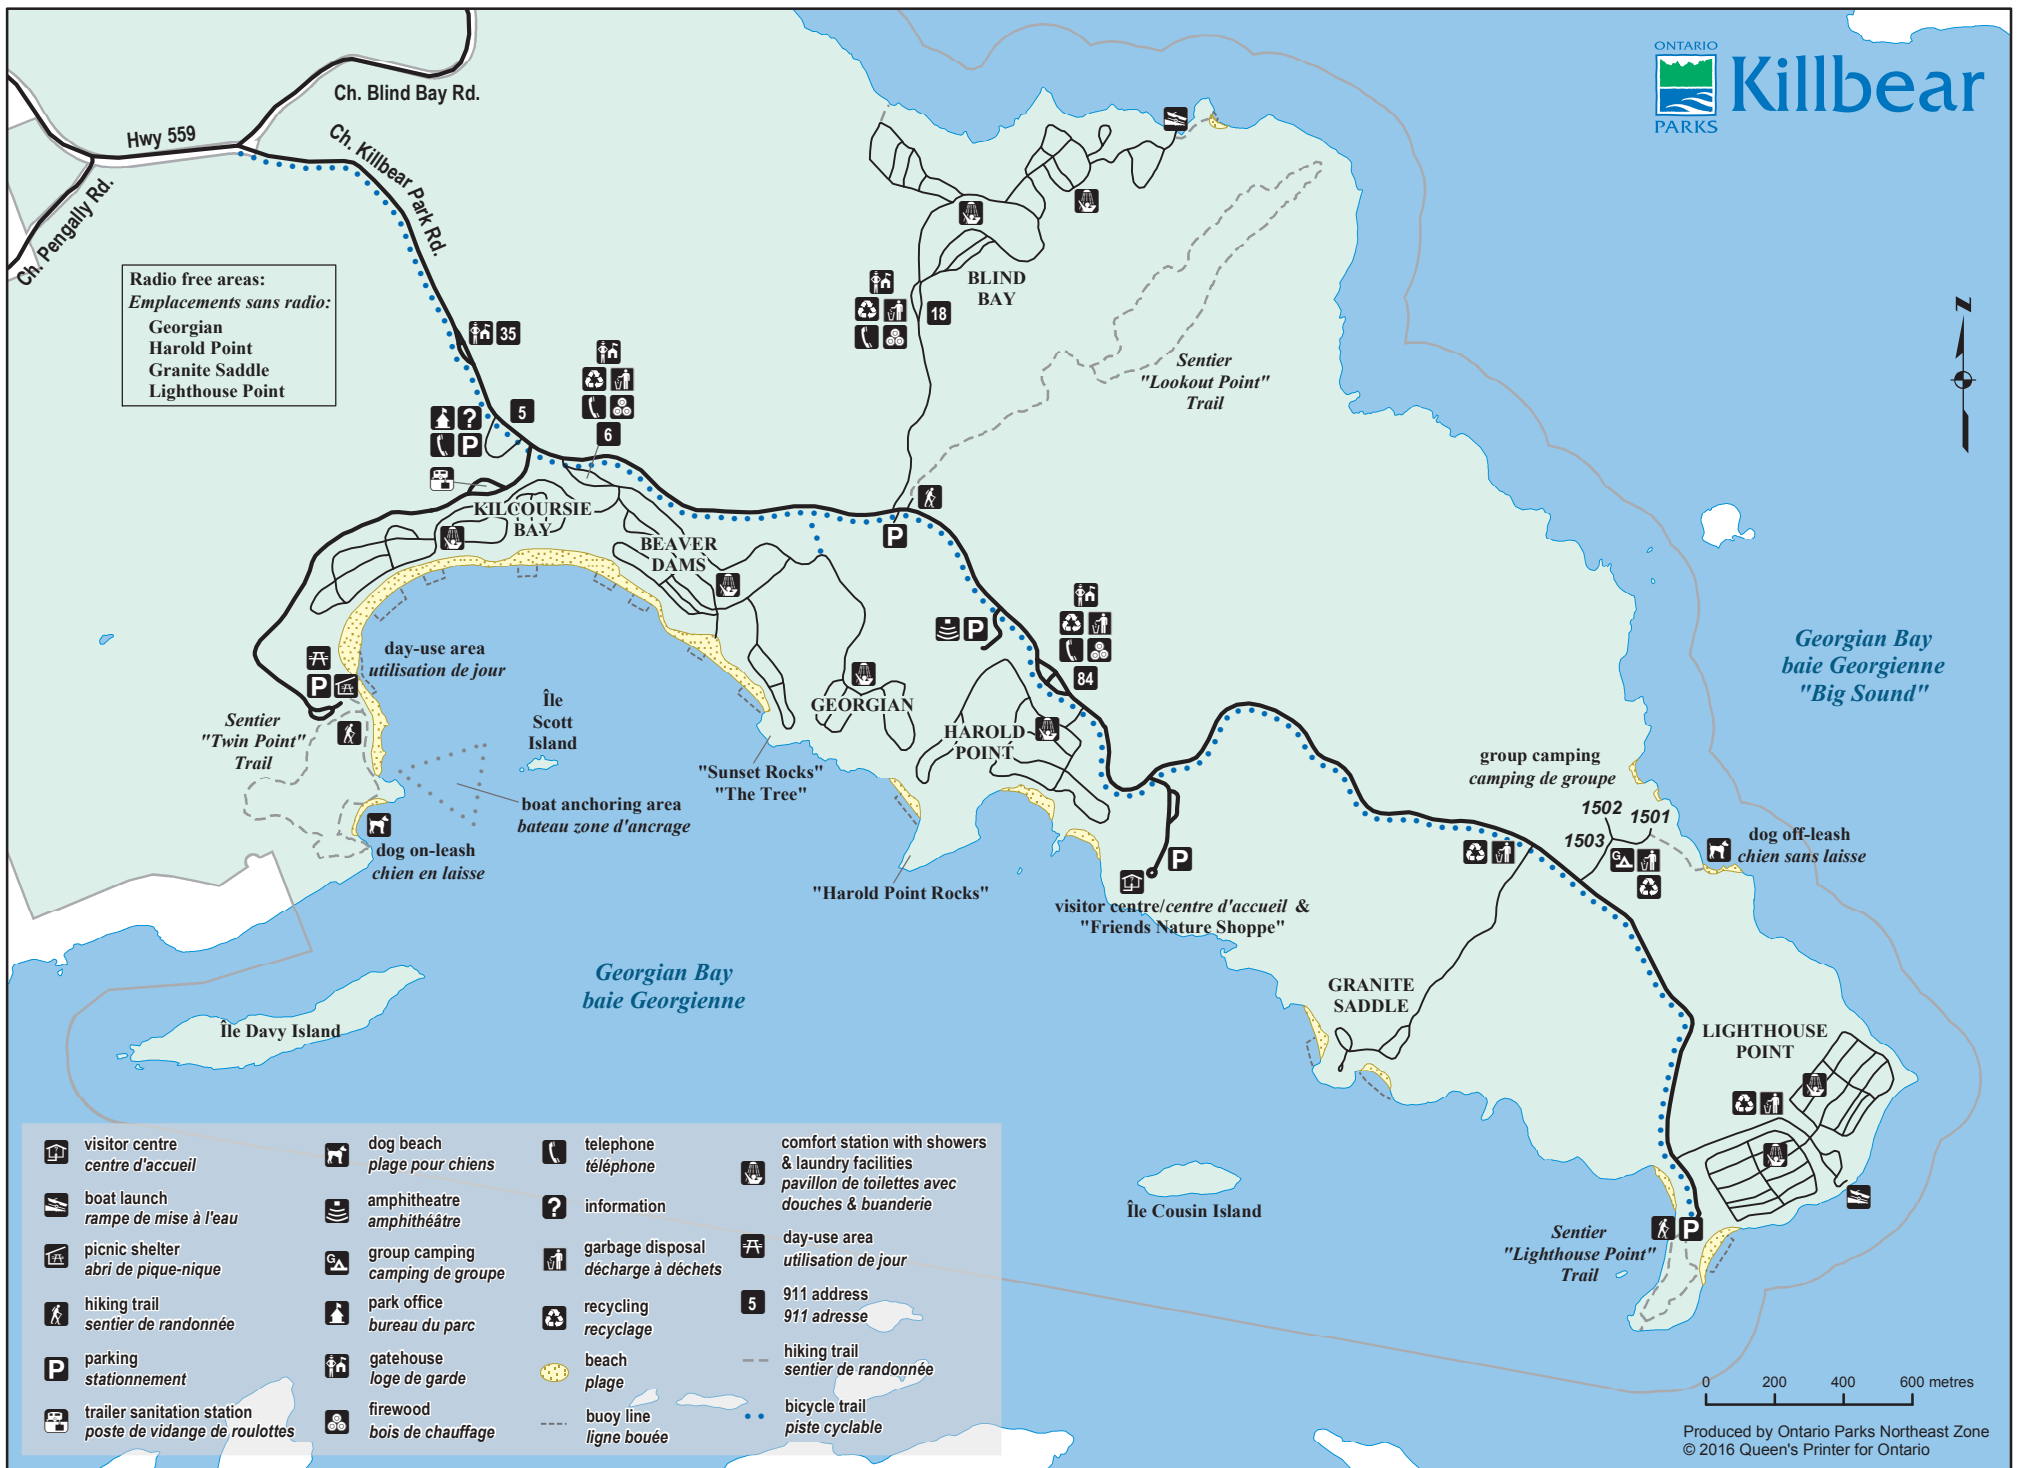 ONTARIO
PARKS
Killbear
Ch. Blind Bay Rd.
Hwy 559
Ch. Killbear Park Rd.
Ch. Pengally Rd.
Radio free areas:
Emplacements sans radio:
Georgian
Harold Point
Granite Saddle
Lighthouse Point
35
5
6
18
BLIND
BAY
N
Sentier
"Lookout Point"
Trail
?
P
KILCOURSIE
BAY
BEAVER
DAMS
P
P
84
day-use area
utilisation de jour
P
Sentier
"Twin Point"
Trail
Île
Scott
Island
GEORGIAN
HAROLD
POINT
"Sunset Rocks"
"The Tree"
boat anchoring area
bateau zone d'ancrage
dog on-leash
chien en laisse
"Harold Point Rocks"
P
visitor centre/centre d'accueil &
"Friends Nature Shoppe"
Georgian Bay
baie Georgienne
"Big Sound"
group camping
camping de groupe
1502
1501
1503
G
dog off-leash
chien sans laisse
Georgian Bay
baie Georgienne
Île Davy Island
GRANITE
SADDLE
LIGHTHOUSE
POINT
Île Cousin Island
Sentier
"Lighthouse Point"
Trail
P
visitor centre
centre d'accueil
boat launch
rampe de mise à l'eau
picnic shelter
abri de pique-nique
hiking trail
sentier de randonnée
P
parking
stationnement
trailer sanitation station
poste de vidange de roulottes
dog beach
plage pour chiens
amphitheatre
amphithéâtre
G
group camping
camping de groupe
park office
bureau du parc
gatehouse
loge de garde
firewood
bois de chauffage
telephone
téléphone
?
information
garbage disposal
décharge à déchets
recycling
recyclage
beach
plage
buoy line
ligne bouée
comfort station with showers
& laundry facilities
pavillon de toilettes avec
douches & buanderie
day-use area
utilisation de jour
5
911 address
911 adresse
hiking trail
sentier de randonnée
bicycle trail
piste cyclable
0 200 400 600 metres
Produced by Ontario Parks Northeast Zone
© 2016 Queen's Printer for Ontario